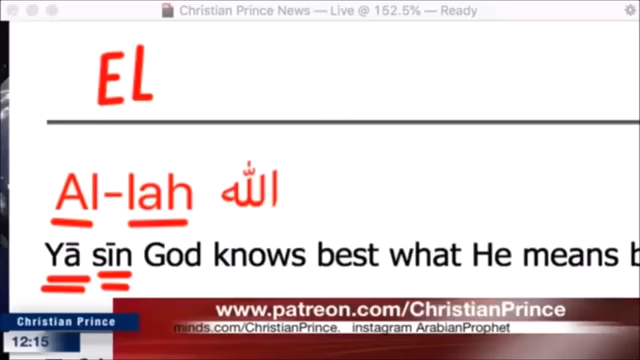 Christian Prince News — Live @ 152.5% — Ready
EL
Al-lah الله
Yā sīn God knows best what He means b
www.patreon.com/ChristianPrince
Christian Prince
minds.com/ChristianPrince. instagram ArabianProphet
12:15